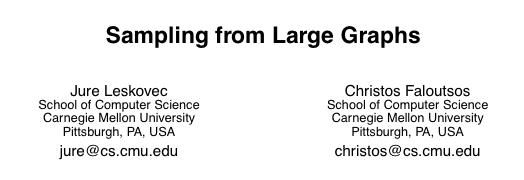 Sampling from Large Graphs
Jure Leskovec
School of Computer Science
Carnegie Mellon University
Pittsburgh, PA, USA
jure@cs.cmu.edu
Christos Faloutsos
School of Computer Science
Carnegie Mellon University
Pittsburgh, PA, USA
christos@cs.cmu.edu